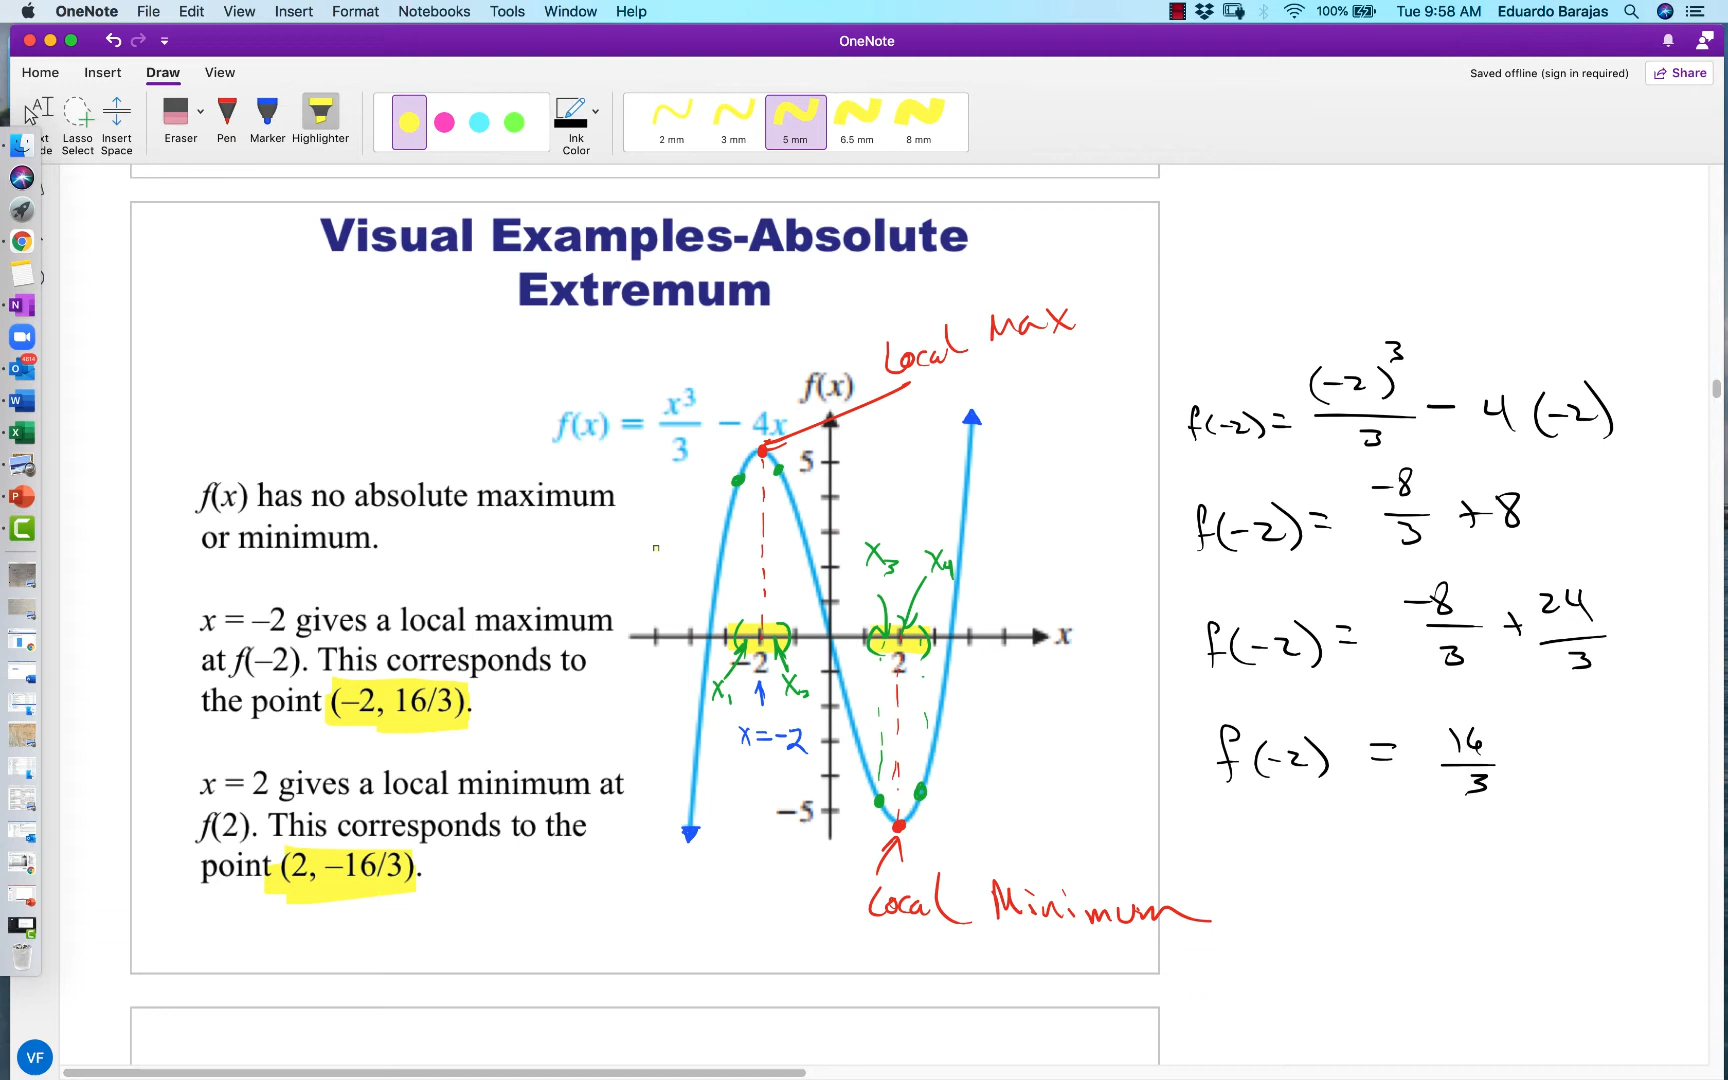 OneNote File Edit View Insert Format Notebooks Tools Window Help 100% Tue 9:58 AM Eduardo Barajas
OneNote
Home Insert Draw View Saved offline (sign in required) Share
Lasso Select Insert Space Eraser Pen Marker Highlighter Ink Color 2 mm 3 mm 5 mm 6.5 mm 8 mm
Visual Examples-Absolute
Extremum
Local Max
f(x)
f(x) = x³/3 − 4x
5
f(x) has no absolute maximum
or minimum.
x = –2 gives a local maximum
at f(–2). This corresponds to
the point (–2, 16/3).
x = 2 gives a local minimum at
f(2). This corresponds to the
point (2, –16/3).
x₃ x₄
x
−2 2
x₁ x₂
x=-2
−5
Local Minimum
f(-2) = (-2)³/3 - 4(-2)
f(-2) = -8/3 + 8
f(-2) = -8/3 + 24/3
f(-2) = 16/3
VF